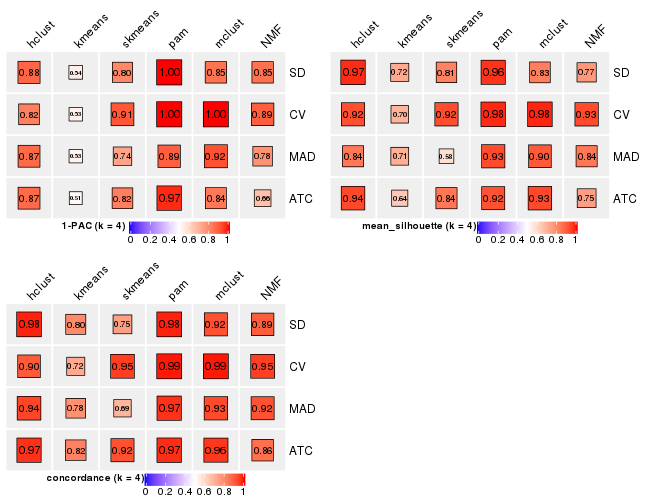 hclust kmeans skmeans pam mclust NMF
0.88 0.54 0.80 1.00 0.85 0.85 SD
0.82 0.53 0.91 1.00 1.00 0.89 CV
0.87 0.53 0.74 0.89 0.92 0.78 MAD
0.87 0.51 0.82 0.97 0.84 0.66 ATC
1-PAC (k = 4)
0 0.2 0.4 0.6 0.8 1
hclust kmeans skmeans pam mclust NMF
0.97 0.72 0.81 0.96 0.83 0.77 SD
0.92 0.70 0.92 0.98 0.98 0.93 CV
0.84 0.71 0.58 0.93 0.90 0.84 MAD
0.94 0.64 0.84 0.92 0.93 0.75 ATC
mean_silhouette (k = 4)
0 0.2 0.4 0.6 0.8 1
hclust kmeans skmeans pam mclust NMF
0.98 0.80 0.75 0.98 0.92 0.89 SD
0.90 0.72 0.95 0.99 0.99 0.95 CV
0.94 0.78 0.69 0.97 0.93 0.92 MAD
0.97 0.82 0.92 0.97 0.96 0.86 ATC
concordance (k = 4)
0 0.2 0.4 0.6 0.8 1